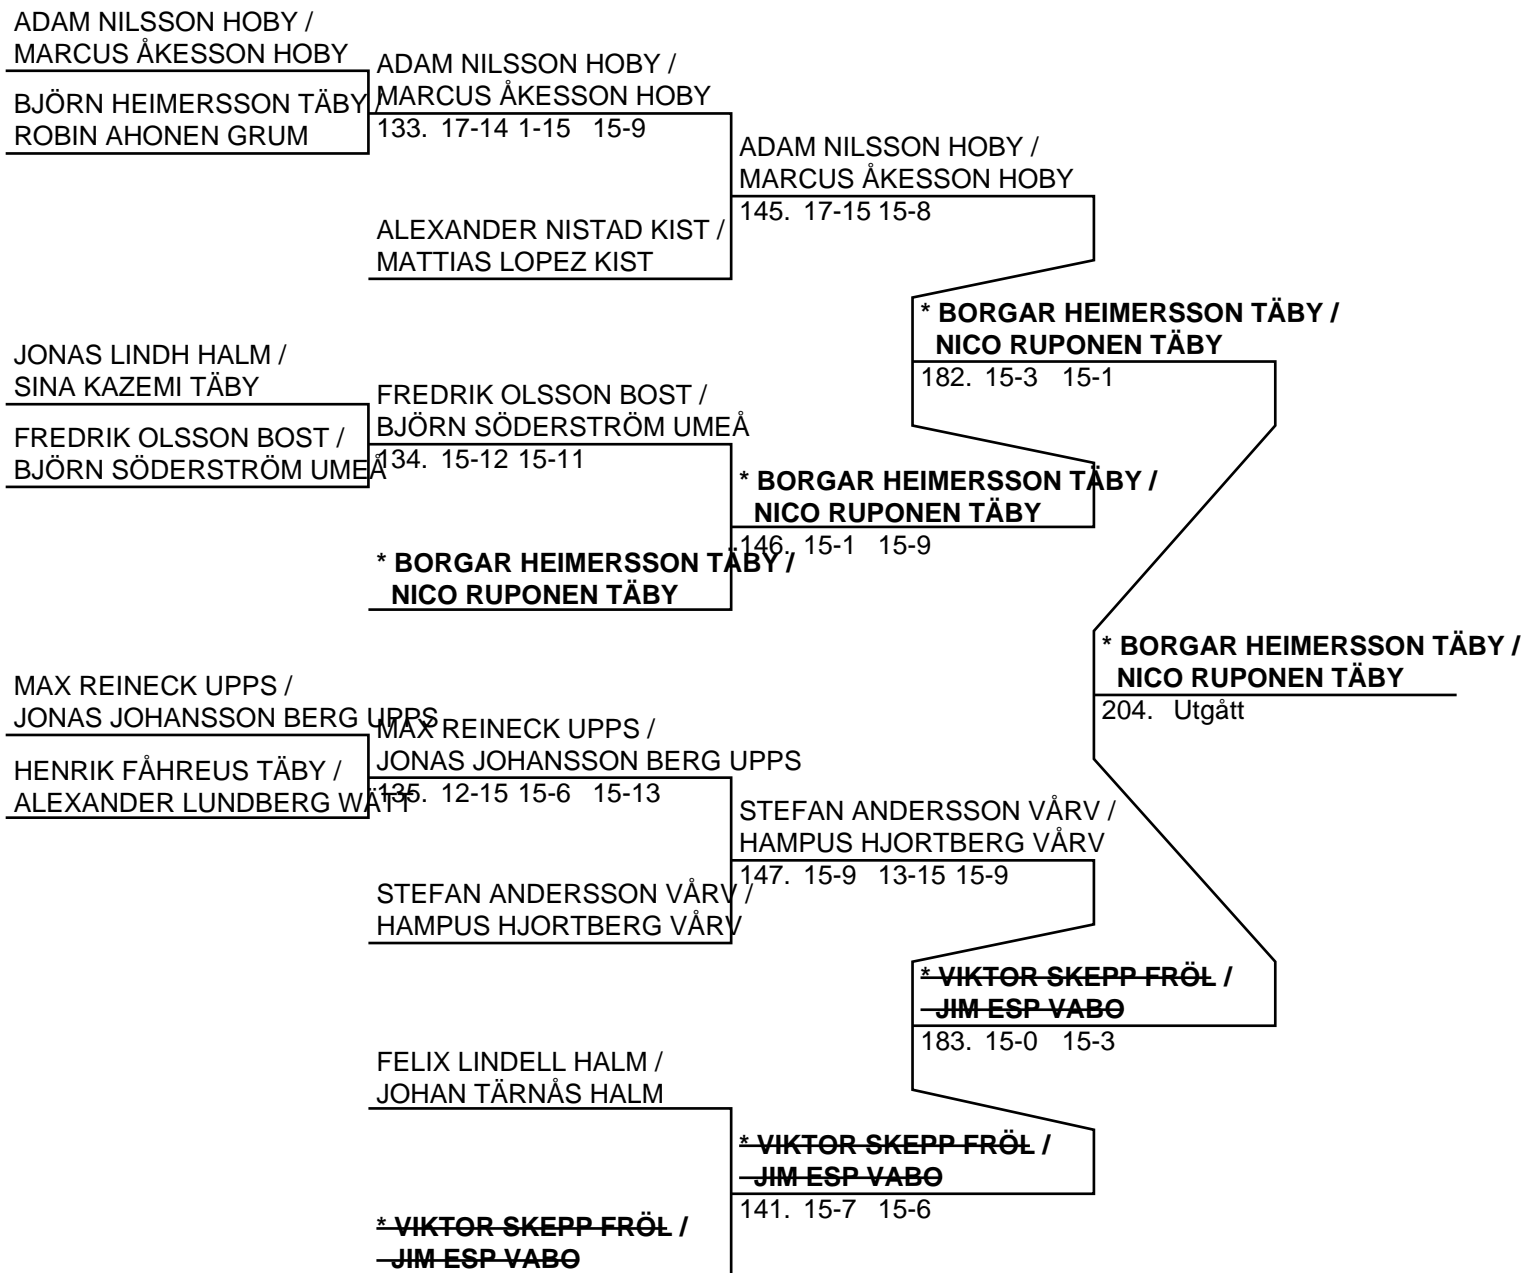 ADAM NILSSON HOBY /
MARCUS ÅKESSON HOBY
BJÖRN HEIMERSSON TÄBY /
ROBIN AHONEN GRUM
ADAM NILSSON HOBY /
MARCUS ÅKESSON HOBY
133. 17-14 1-15 15-9
ALEXANDER NISTAD KIST /
MATTIAS LOPEZ KIST
ADAM NILSSON HOBY /
MARCUS ÅKESSON HOBY
145. 17-15 15-8
JONAS LINDH HALM /
SINA KAZEMI TÄBY
FREDRIK OLSSON BOST /
BJÖRN SÖDERSTRÖM UMEÅ
FREDRIK OLSSON BOST /
BJÖRN SÖDERSTRÖM UMEÅ
134. 15-12 15-11
* BORGAR HEIMERSSON TÄBY /
NICO RUPONEN TÄBY
* BORGAR HEIMERSSON TÄBY /
NICO RUPONEN TÄBY
146. 15-1 15-9
* BORGAR HEIMERSSON TÄBY /
NICO RUPONEN TÄBY
182. 15-3 15-1
MAX REINECK UPPS /
JONAS JOHANSSON BERG UPPS
HENRIK FÅHREUS TÄBY /
ALEXANDER LUNDBERG WÄTT
MAX REINECK UPPS /
JONAS JOHANSSON BERG UPPS
135. 12-15 15-6 15-13
STEFAN ANDERSSON VÅRV /
HAMPUS HJORTBERG VÅRV
STEFAN ANDERSSON VÅRV /
HAMPUS HJORTBERG VÅRV
147. 15-9 13-15 15-9
FELIX LINDELL HALM /
JOHAN TÄRNÅS HALM
* VIKTOR SKEPP FRÖL /
JIM ESP VABO
* VIKTOR SKEPP FRÖL /
JIM ESP VABO
141. 15-7 15-6
* VIKTOR SKEPP FRÖL /
JIM ESP VABO
183. 15-0 15-3
* BORGAR HEIMERSSON TÄBY /
NICO RUPONEN TÄBY
204. Utgått